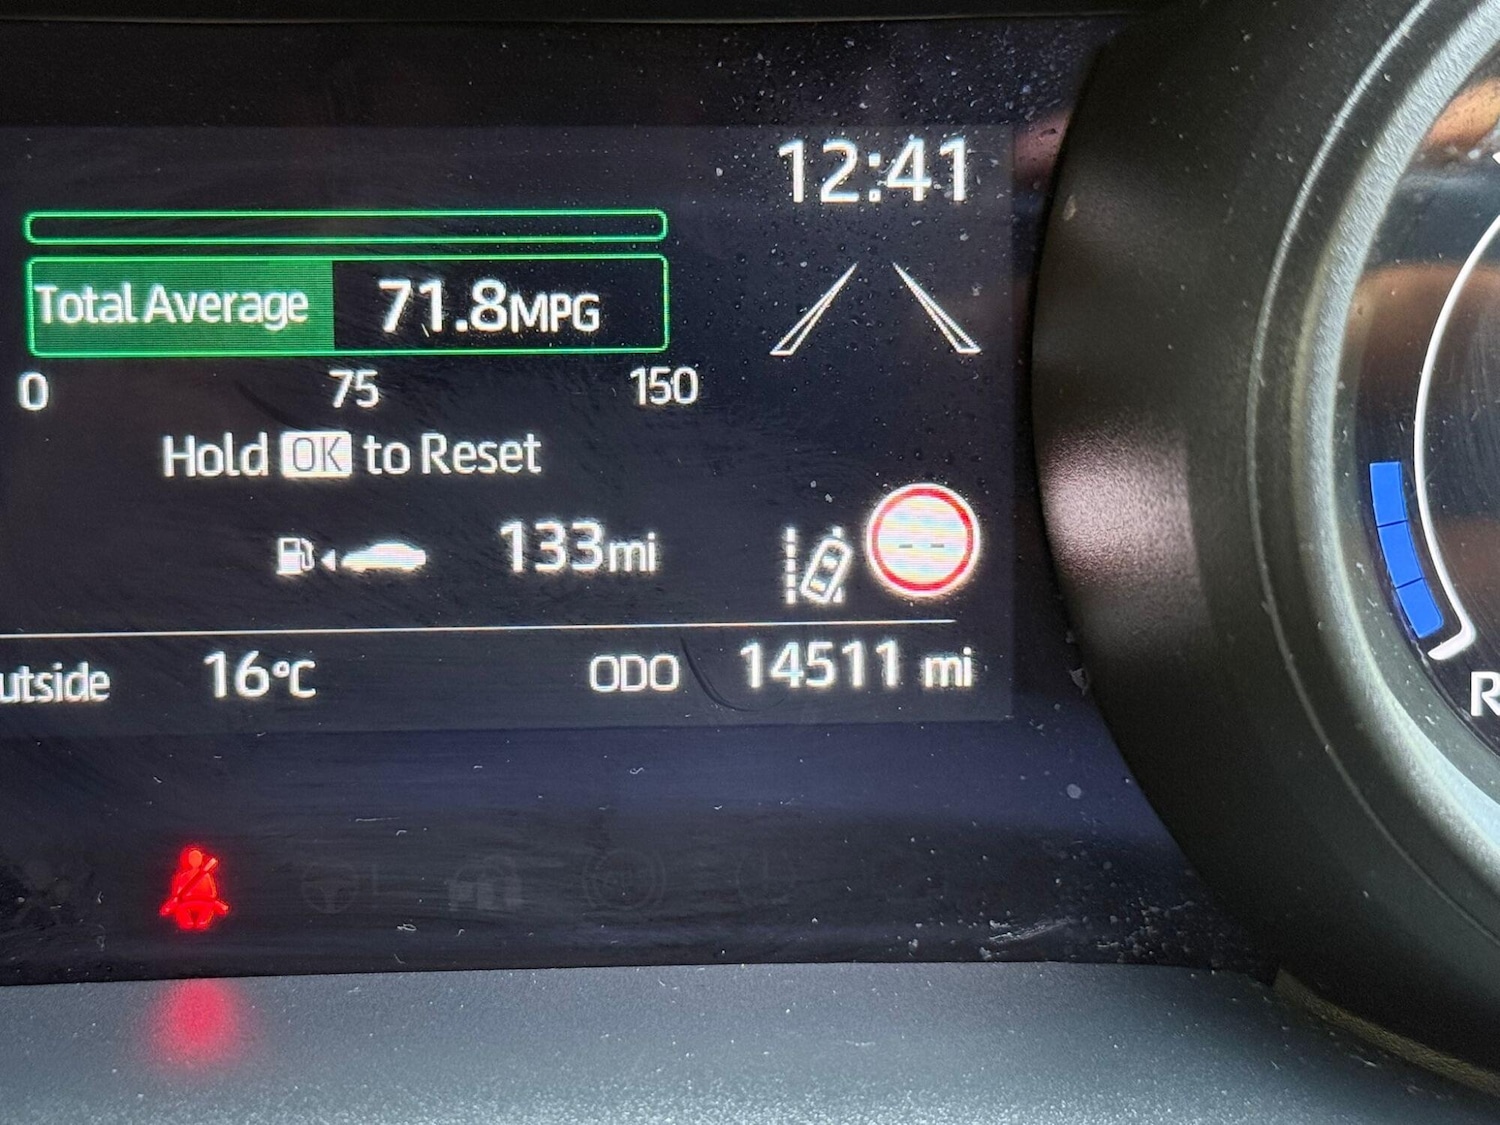 12:41
Total Average 71.8MPG
0 75 150
Hold OK to Reset
133mi
-- --
utside 16°C ODO 14511 mi
R